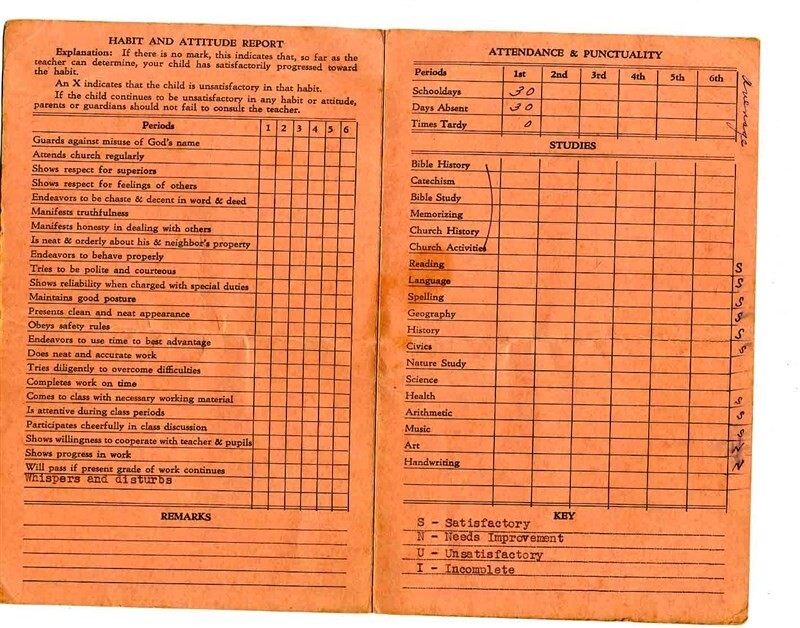 HABIT AND ATTITUDE REPORT
Explanation: If there is no mark, this indicates that, so far as the
teacher can determine, your child has satisfactorily progressed toward
the habit.
An X indicates that the child is unsatisfactory in that habit.
If the child continues to be unsatisfactory in any habit or attitude,
parents or guardians should not fail to consult the teacher.
Periods 1 2 3 4 5 6
Guards against misuse of God's name
Attends church regularly
Shows respect for superiors
Shows respect for feelings of others
Endeavors to be chaste & decent in word & deed
Manifests truthfulness
Manifests honesty in dealing with others
Is neat & orderly about his & neighbor's property
Endeavors to behave properly
Tries to be polite and courteous
Shows reliability when charged with special duties
Maintains good posture
Presents clean and neat appearance
Obeys safety rules
Endeavors to use time to best advantage
Does neat and accurate work
Tries diligently to overcome difficulties
Completes work on time
Comes to class with necessary working material
Is attentive during class periods
Participates cheerfully in class discussion
Shows willingness to cooperate with teacher & pupils
Shows progress in work
Will pass if present grade of work continues
Whispers and disturbs
REMARKS
ATTENDANCE & PUNCTUALITY
Periods 1st 2nd 3rd 4th 5th 6th Average
Schooldays 30
Days Absent 30
Times Tardy 0
STUDIES
Bible History
Catechism
Bible Study
Memorizing
Church History
Church Activities
Reading S
Language S
Spelling S
Geography S
History S
Civics S
Nature Study
Science
Health S
Arithmetic S
Music S
Art N
Handwriting N
KEY
S - Satisfactory
N - Needs Improvement
U - Unsatisfactory
I - Incomplete